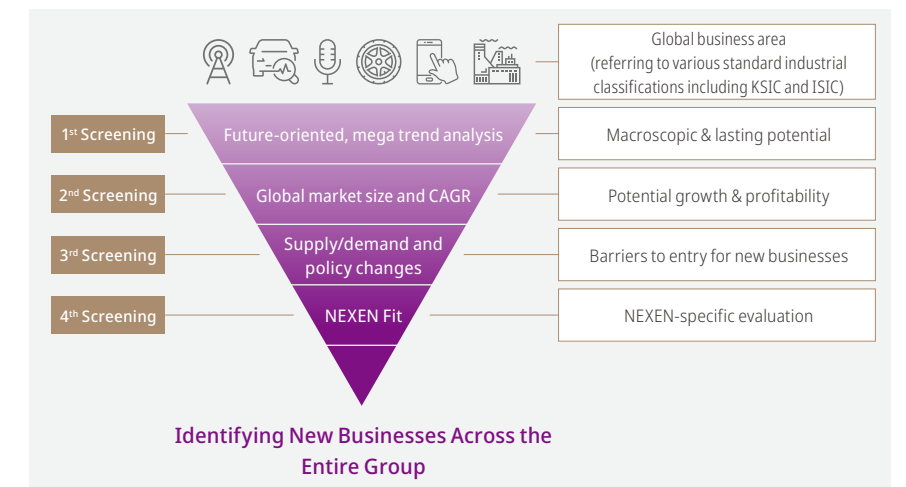 Global business area
(referring to various standard industrial
classifications including KSIC and ISIC)
1st Screening
Future-oriented, mega trend analysis
Macroscopic & lasting potential
2nd Screening
Global market size and CAGR
Potential growth & profitability
3rd Screening
Supply/demand and
policy changes
Barriers to entry for new businesses
4th Screening
NEXEN Fit
NEXEN-specific evaluation
Identifying New Businesses Across the
Entire Group